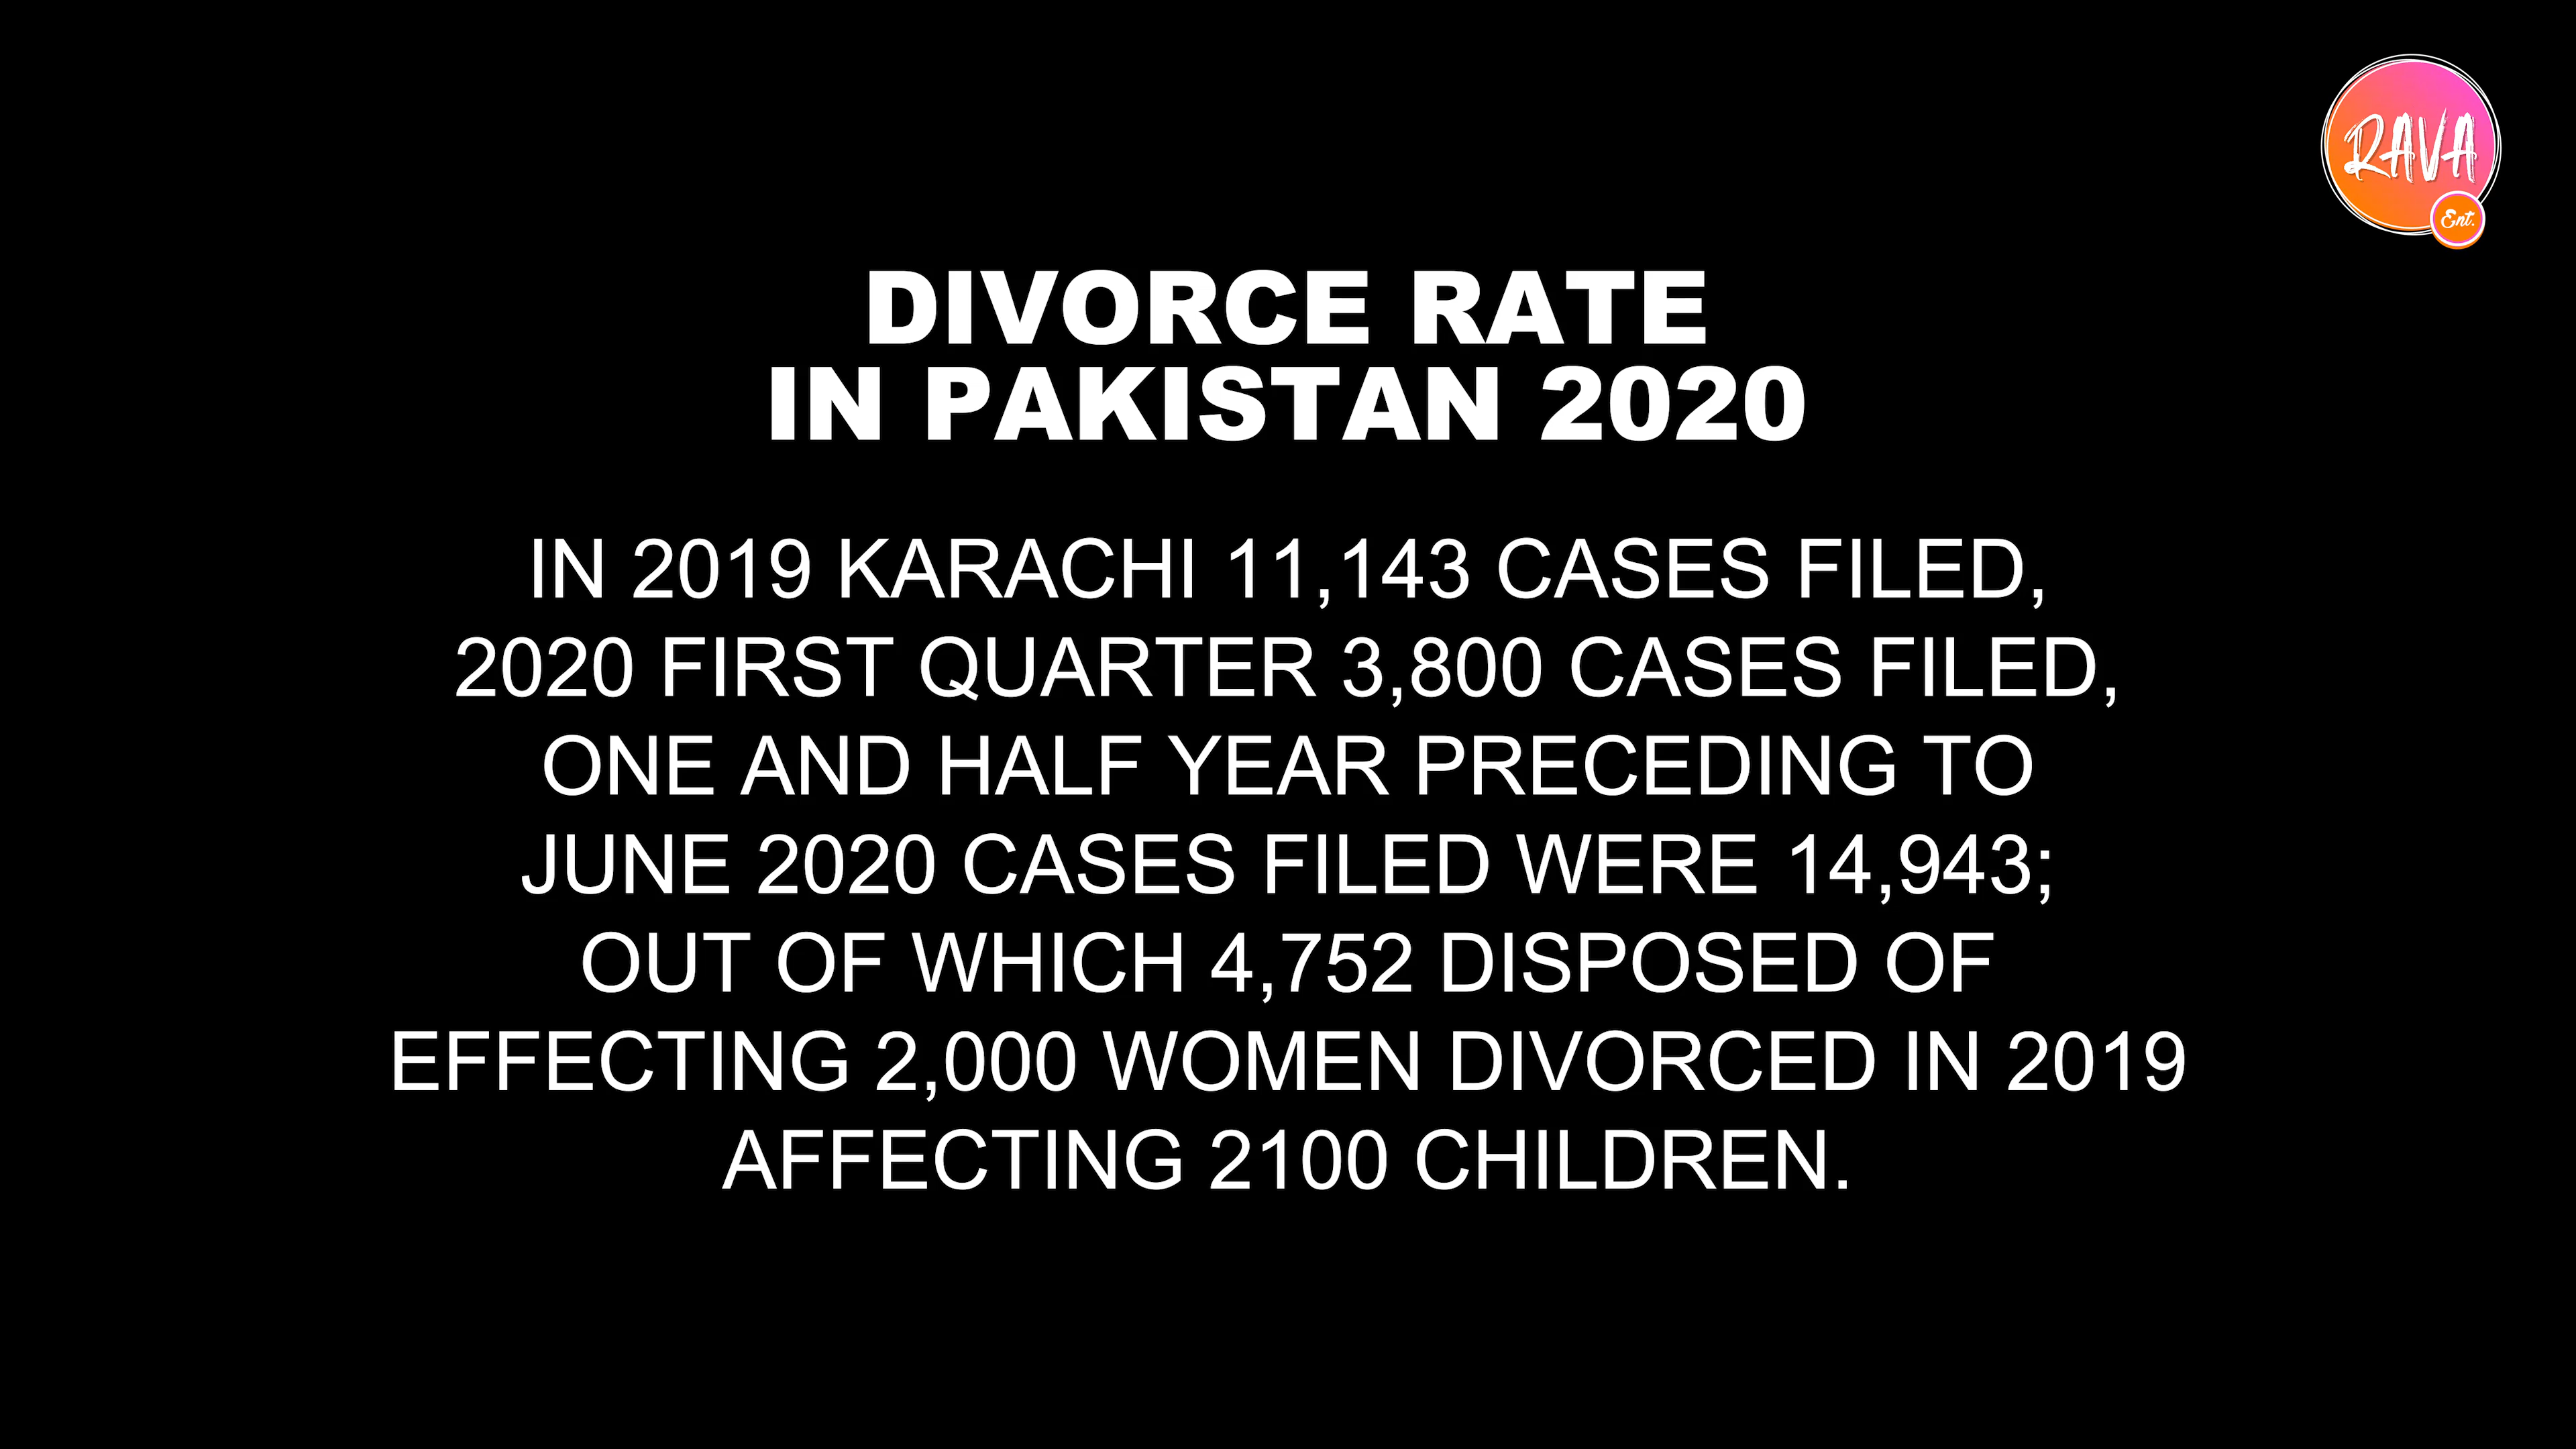 RAVA
Ent.
DIVORCE RATE
IN PAKISTAN 2020
IN 2019 KARACHI 11,143 CASES FILED,
2020 FIRST QUARTER 3,800 CASES FILED,
ONE AND HALF YEAR PRECEDING TO
JUNE 2020 CASES FILED WERE 14,943;
OUT OF WHICH 4,752 DISPOSED OF
EFFECTING 2,000 WOMEN DIVORCED IN 2019
AFFECTING 2100 CHILDREN.